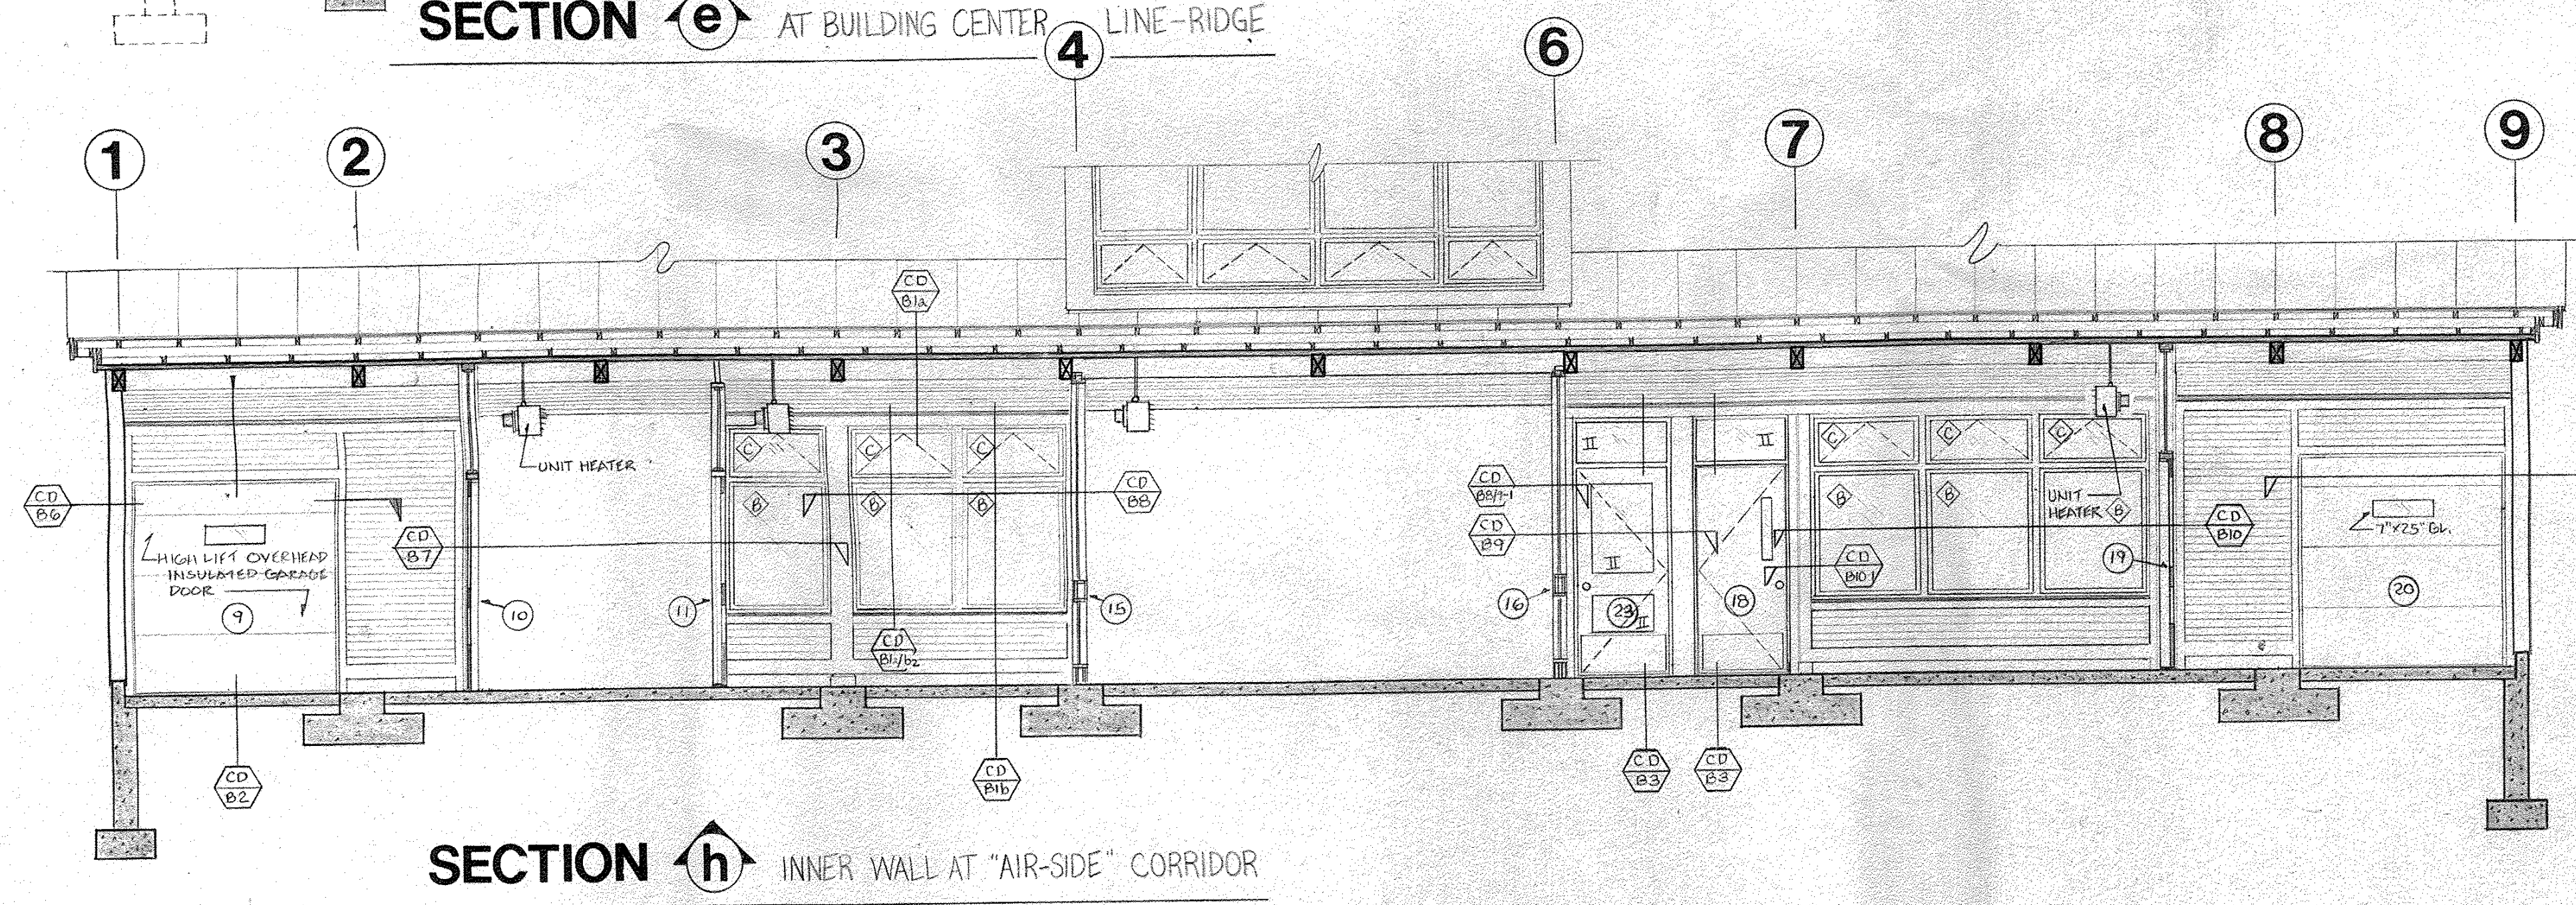 SECTION e AT BUILDING CENTER LINE-RIDGE
1
2
3
4
6
7
8
9
CD
B1a
C
C
C
II
II
C
C
C
UNIT HEATER
CD
B6
CD
B8
CD
B8/9-1
B
B
B
B
B
UNIT
HEATER
B
7"X25" GL.
CD
B7
CD
B9
CD
B10
HIGH LIFT OVERHEAD
INSULATED GARAGE
DOOR
II
CD
B10-1
19
9
10
11
15
16
23
II
18
20
CD
CD
B2
CD
B1b
CD
B3
CD
B3
SECTION h INNER WALL AT "AIR-SIDE" CORRIDOR